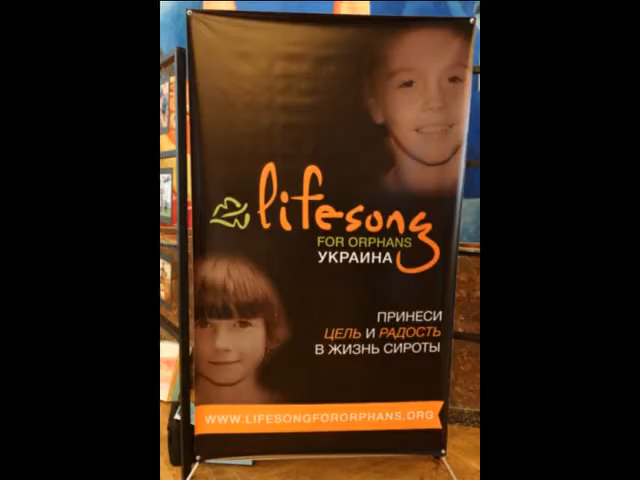 lifesong
FOR ORPHANS
УКРАИНА
ПРИНЕСИ
ЦЕЛЬ И РАДОСТЬ
В ЖИЗНЬ СИРОТЫ
WWW.LIFESONGFORORPHANS.ORG